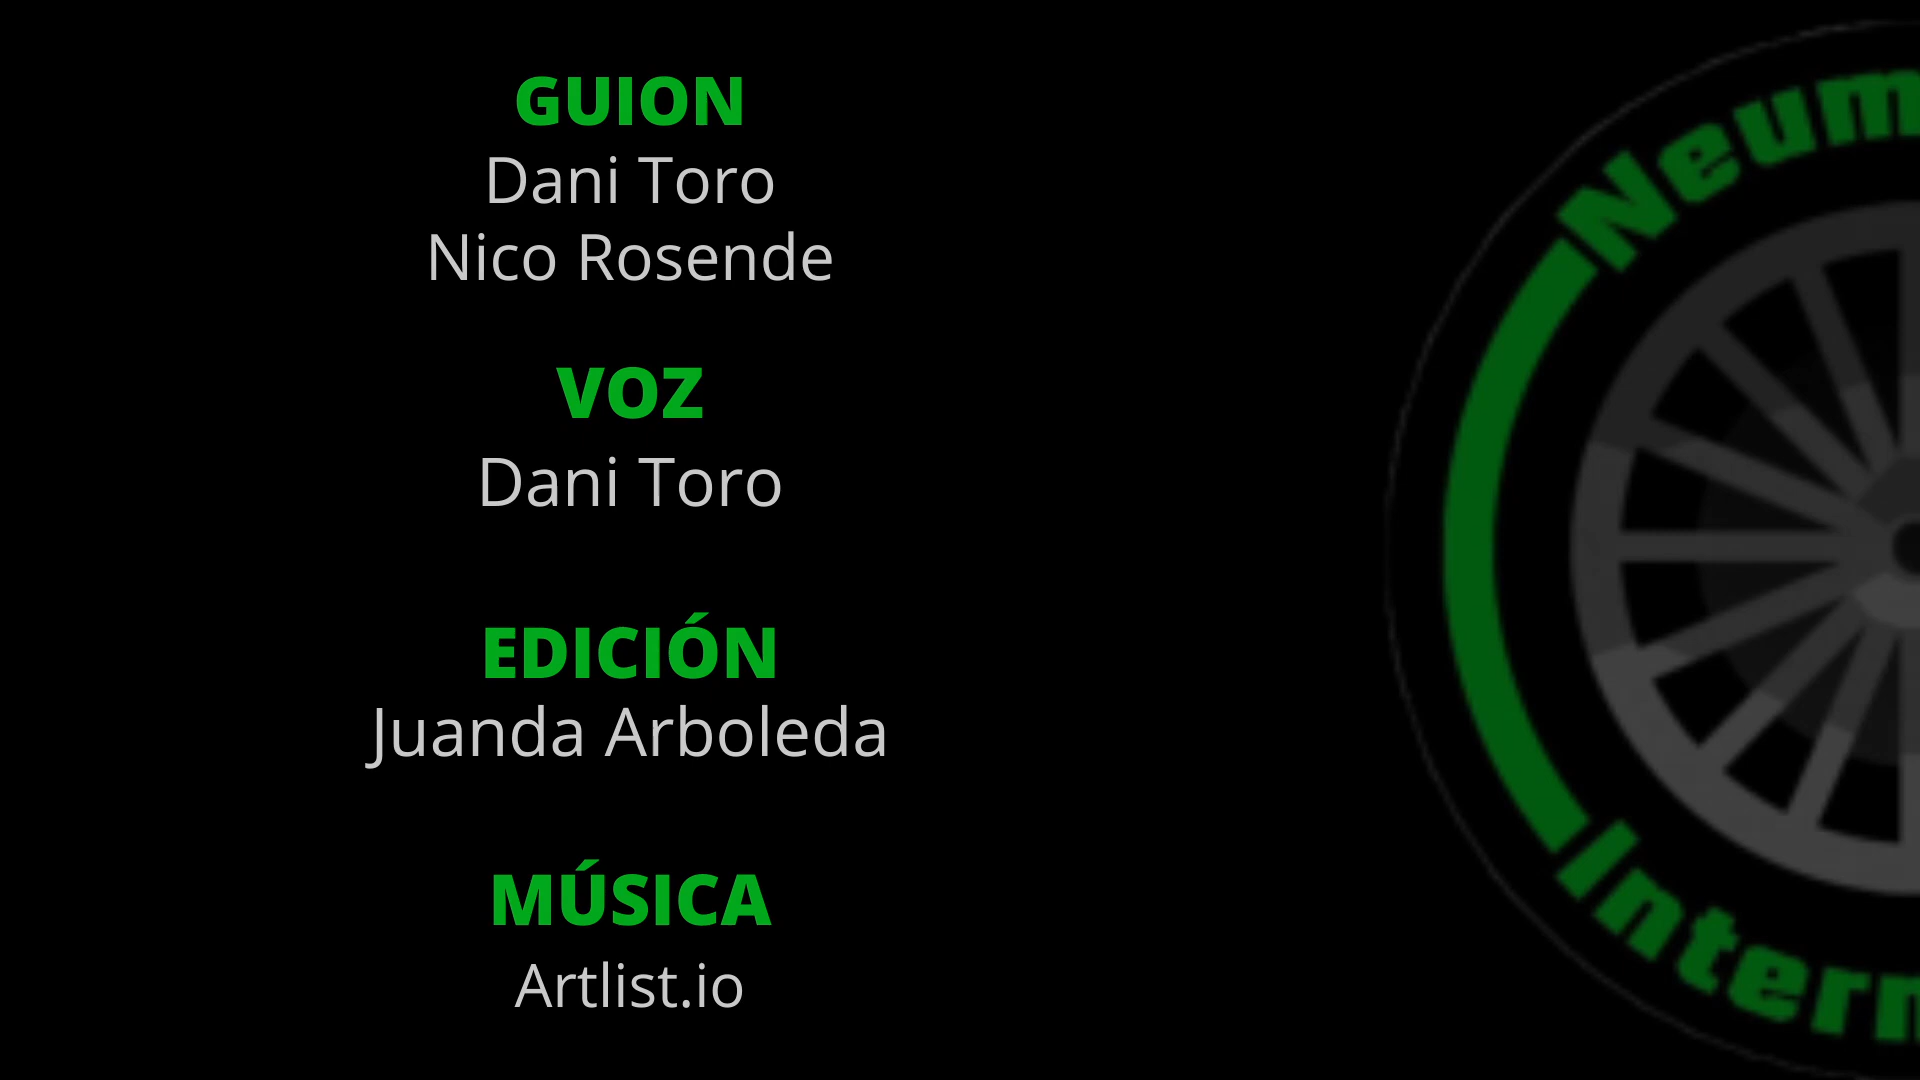 GUION
Dani Toro
Nico Rosende
VOZ
Dani Toro
EDICIÓN
Juanda Arboleda
MÚSICA
Artlist.io
Neum
Intern